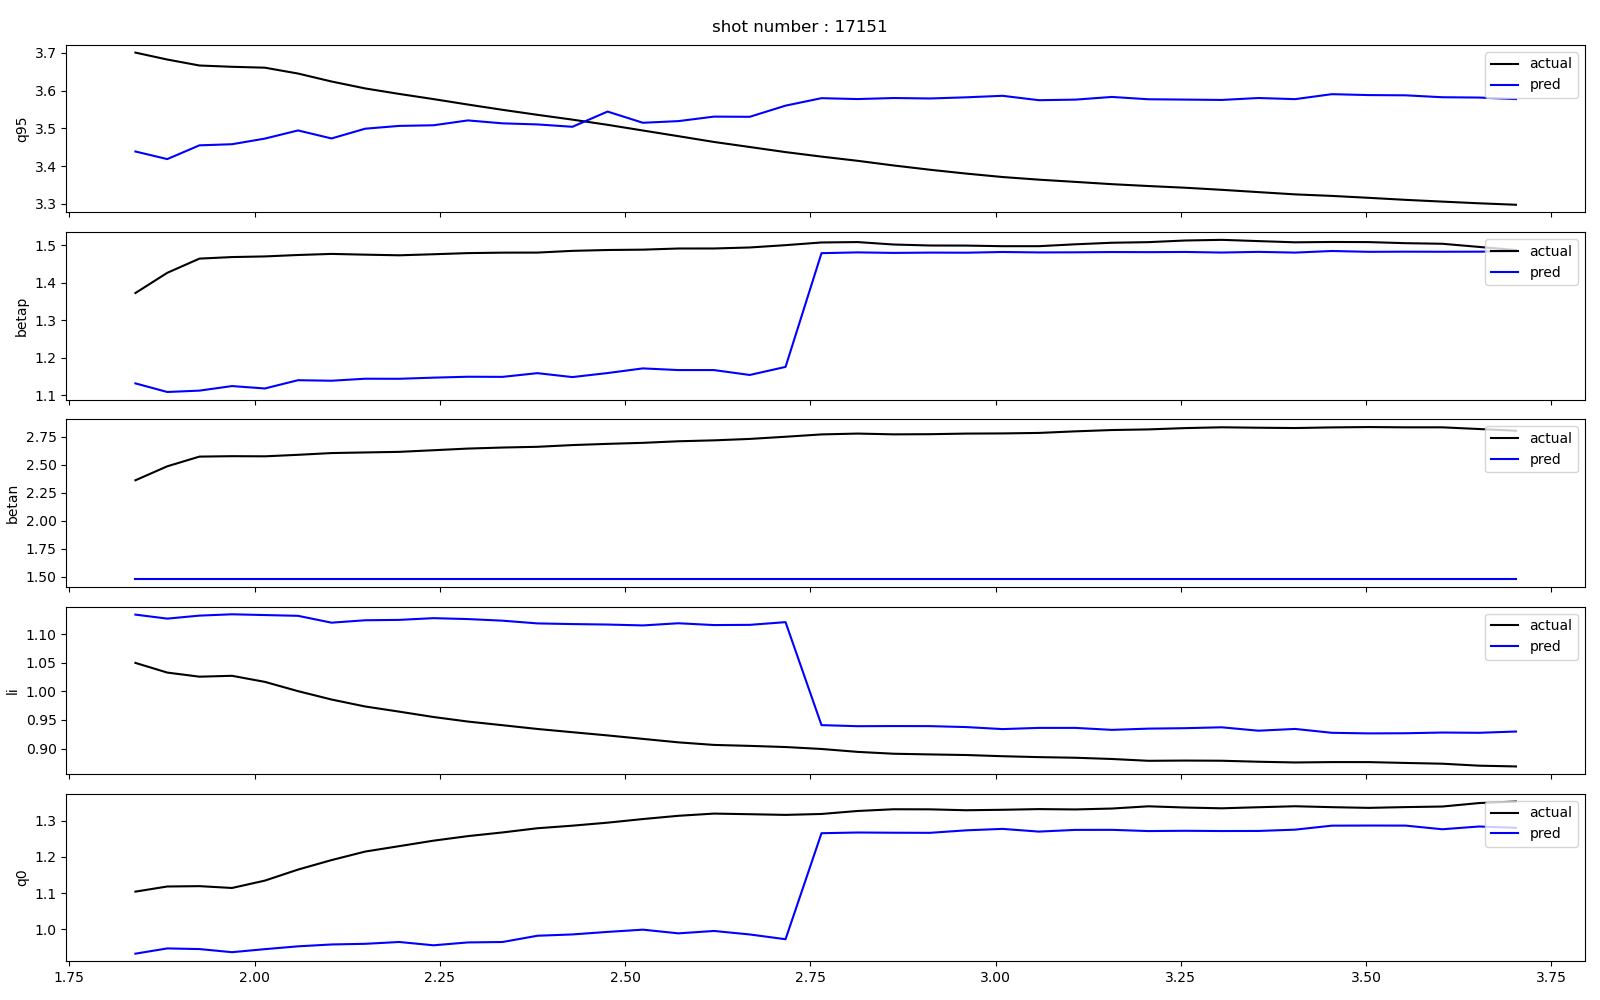 shot number : 17151
3.7
3.6
3.5
3.4
3.3
q95
actual
pred
1.5
1.4
1.3
1.2
1.1
betap
actual
pred
2.75
2.50
2.25
2.00
1.75
1.50
betan
actual
pred
1.10
1.05
1.00
0.95
0.90
li
actual
pred
1.3
1.2
1.1
1.0
q0
actual
pred
1.75 2.00 2.25 2.50 2.75 3.00 3.25 3.50 3.75